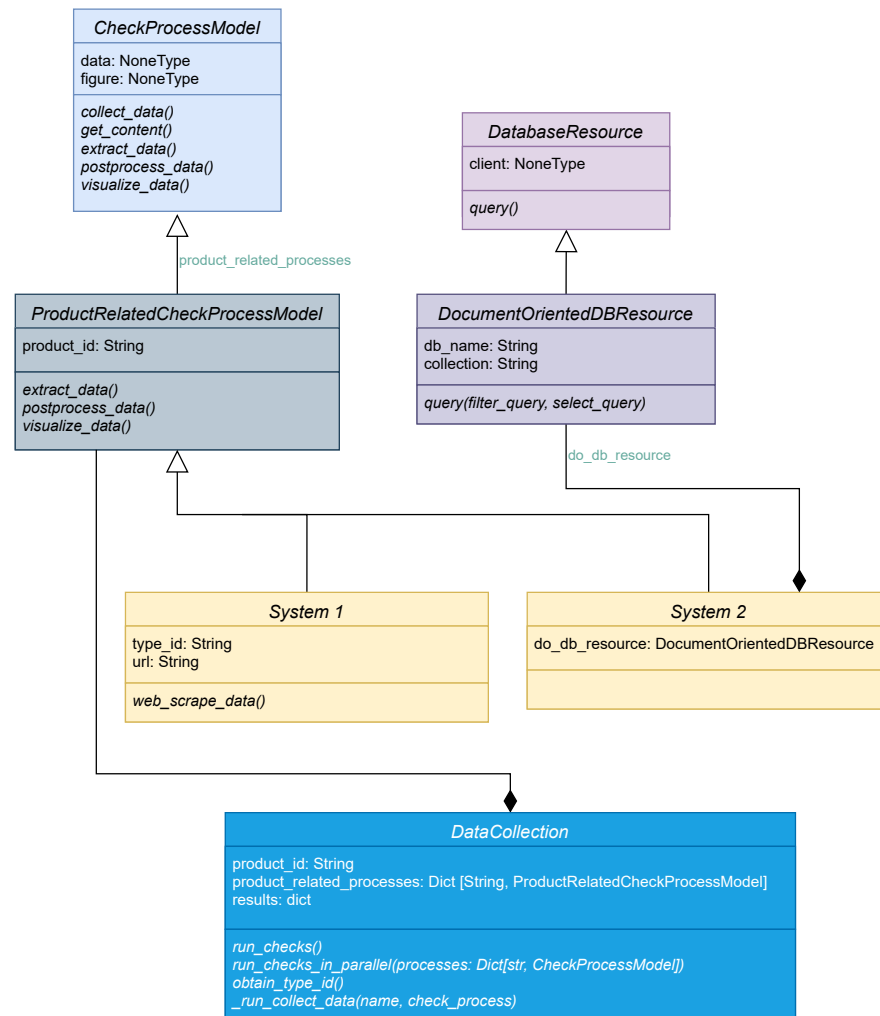 CheckProcessModel
data: NoneType
figure: NoneType
collect_data()
get_content()
extract_data()
postprocess_data()
visualize_data()
DatabaseResource
client: NoneType
query()
product_related_processes
ProductRelatedCheckProcessModel
product_id: String
extract_data()
postprocess_data()
visualize_data()
DocumentOrientedDBResource
db_name: String
collection: String
query(filter_query, select_query)
do_db_resource
System 1
type_id: String
url: String
web_scrape_data()
System 2
do_db_resource: DocumentOrientedDBResource
DataCollection
product_id: String
product_related_processes: Dict [String, ProductRelatedCheckProcessModel]
results: dict
run_checks()
run_checks_in_parallel(processes: Dict[str, CheckProcessModel])
obtain_type_id()
_run_collect_data(name, check_process)